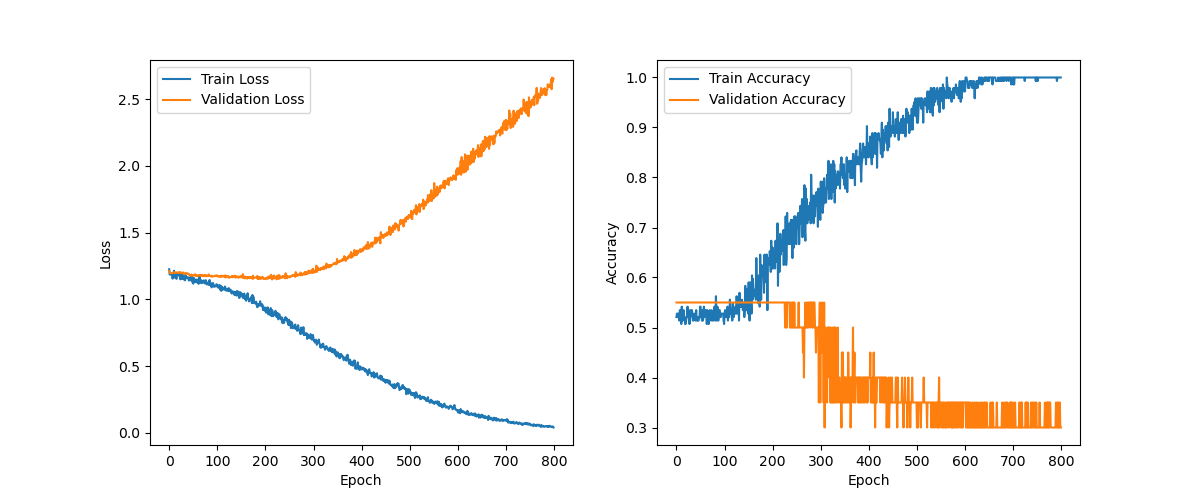 Train Loss
Validation Loss
2.5
2.0
1.5
1.0
0.5
0.0
Loss
0 100 200 300 400 500 600 700 800
Epoch
Train Accuracy
Validation Accuracy
1.0
0.9
0.8
0.7
0.6
0.5
0.4
0.3
Accuracy
0 100 200 300 400 500 600 700 800
Epoch